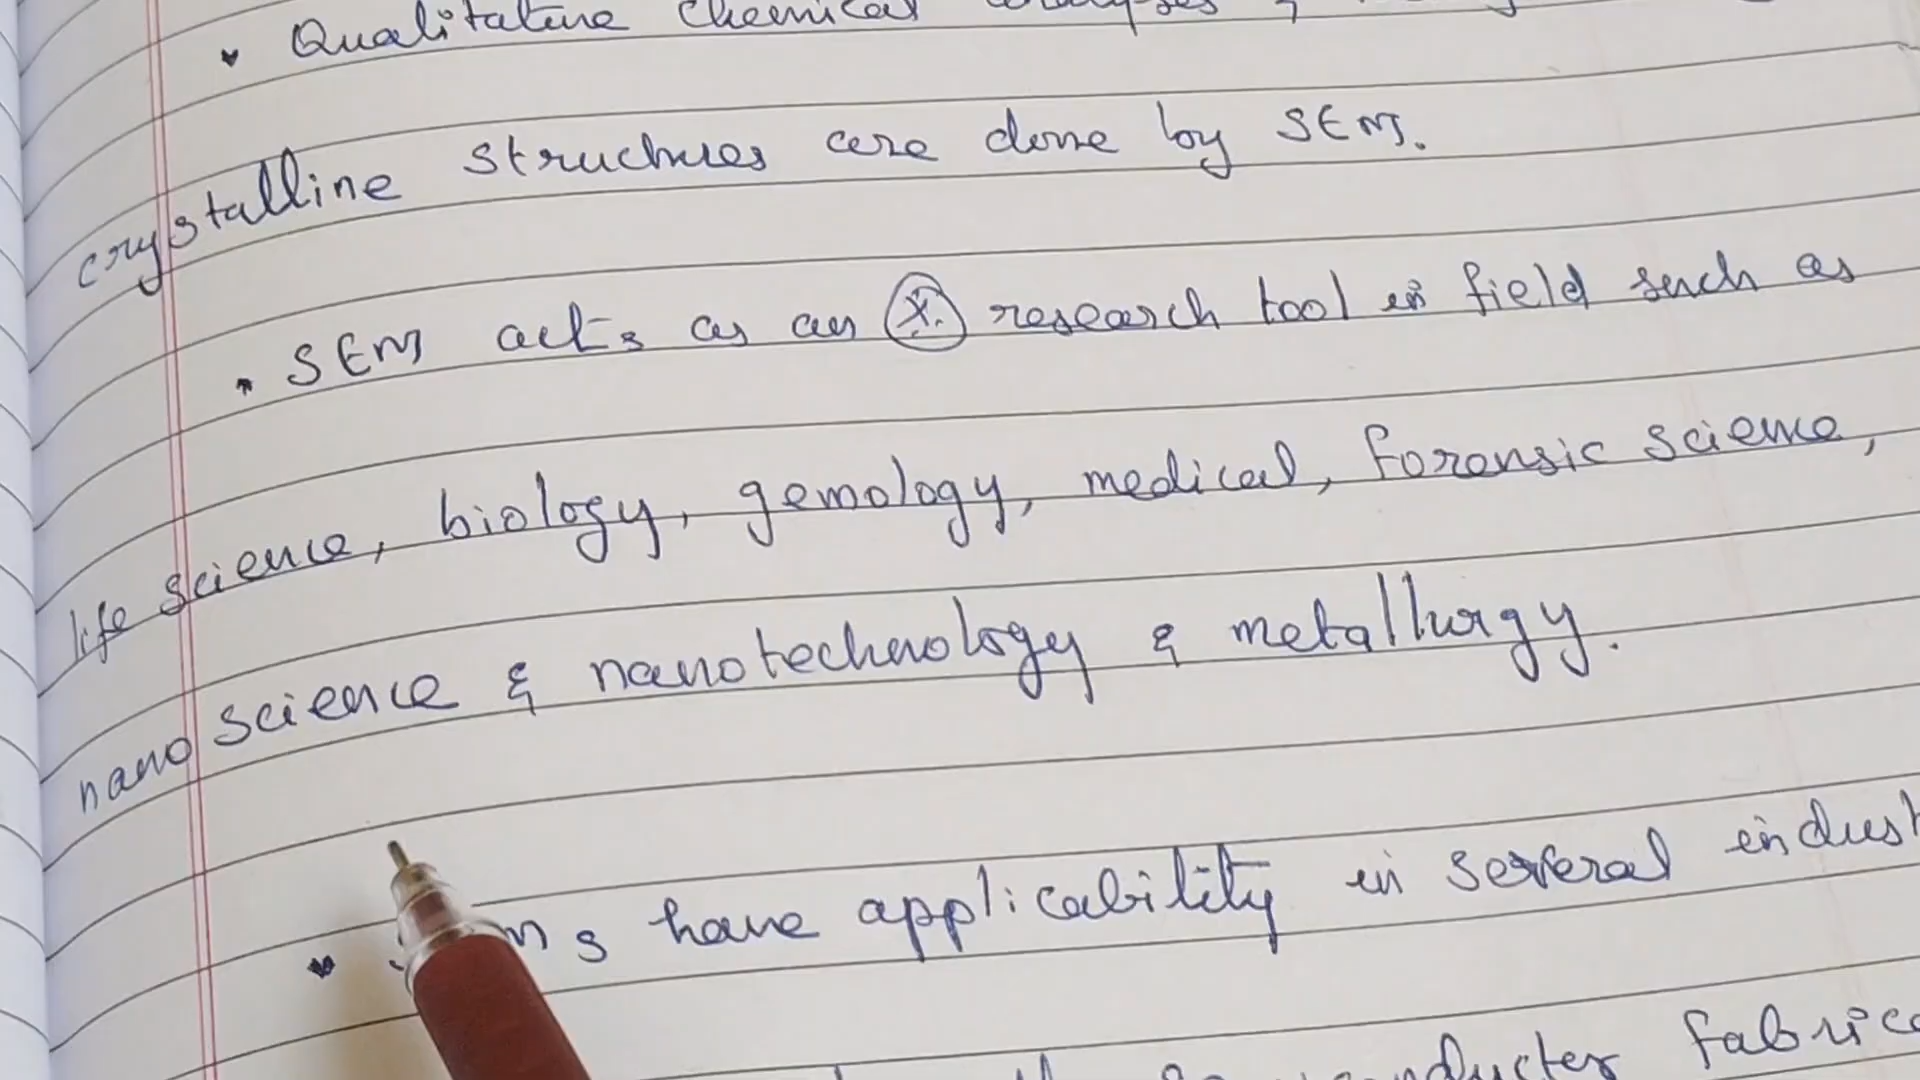 • Qualitative Chemical
crystalline structures are done by SEM.
• SEM acts as an X. research tool in field such as
life science, biology, gemology, medical, Forensic science,
nano science & nanotechnology & metallurgy.
• s have applicability in several
fabric